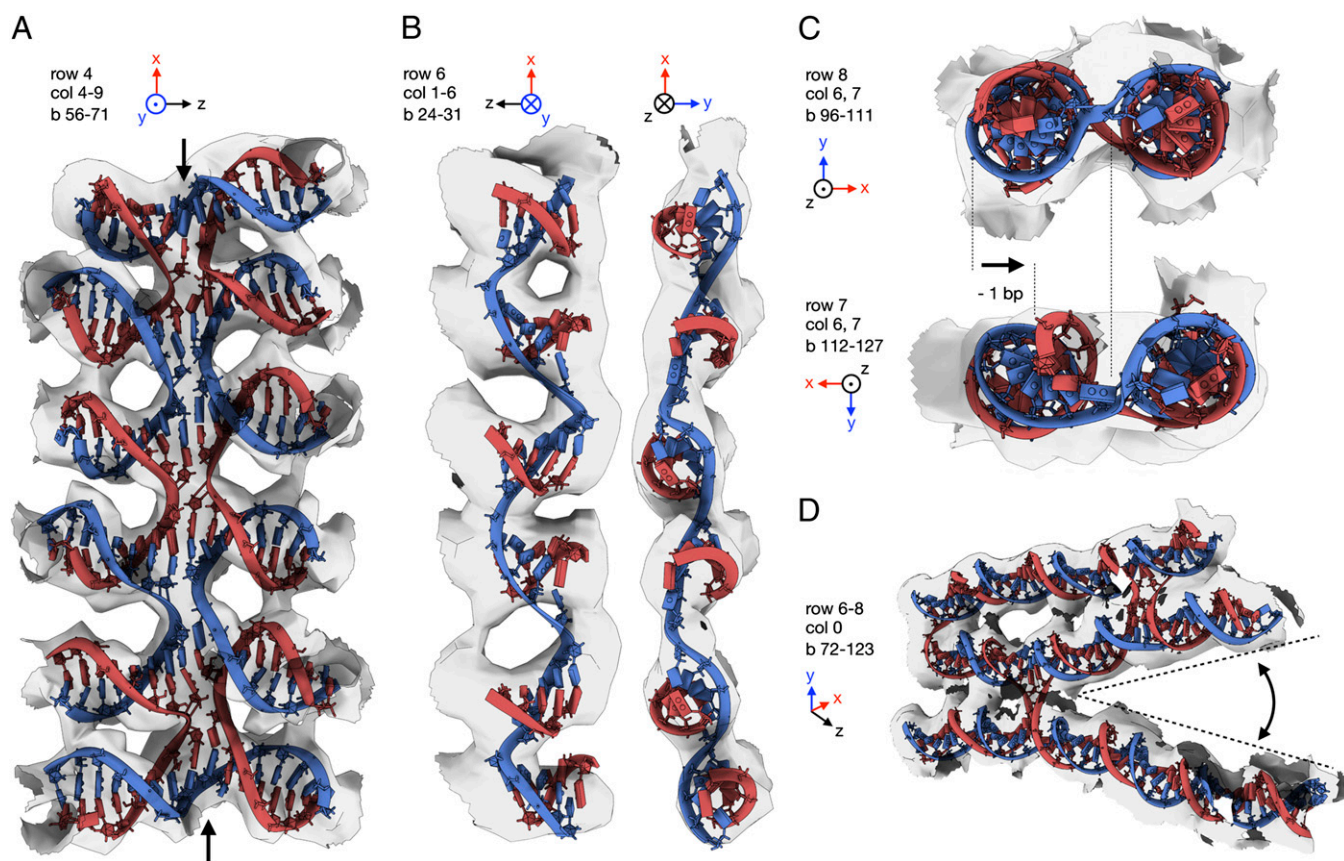 A
row 4
col 4-9
b 56-71
x
y
z
B
row 6
col 1-6
b 24-31
x
z
y
x
z
y
C
row 8
col 6, 7
b 96-111
y
z
x
- 1 bp
row 7
col 6, 7
b 112-127
z
x
y
D
row 6-8
col 0
b 72-123
y
x
z